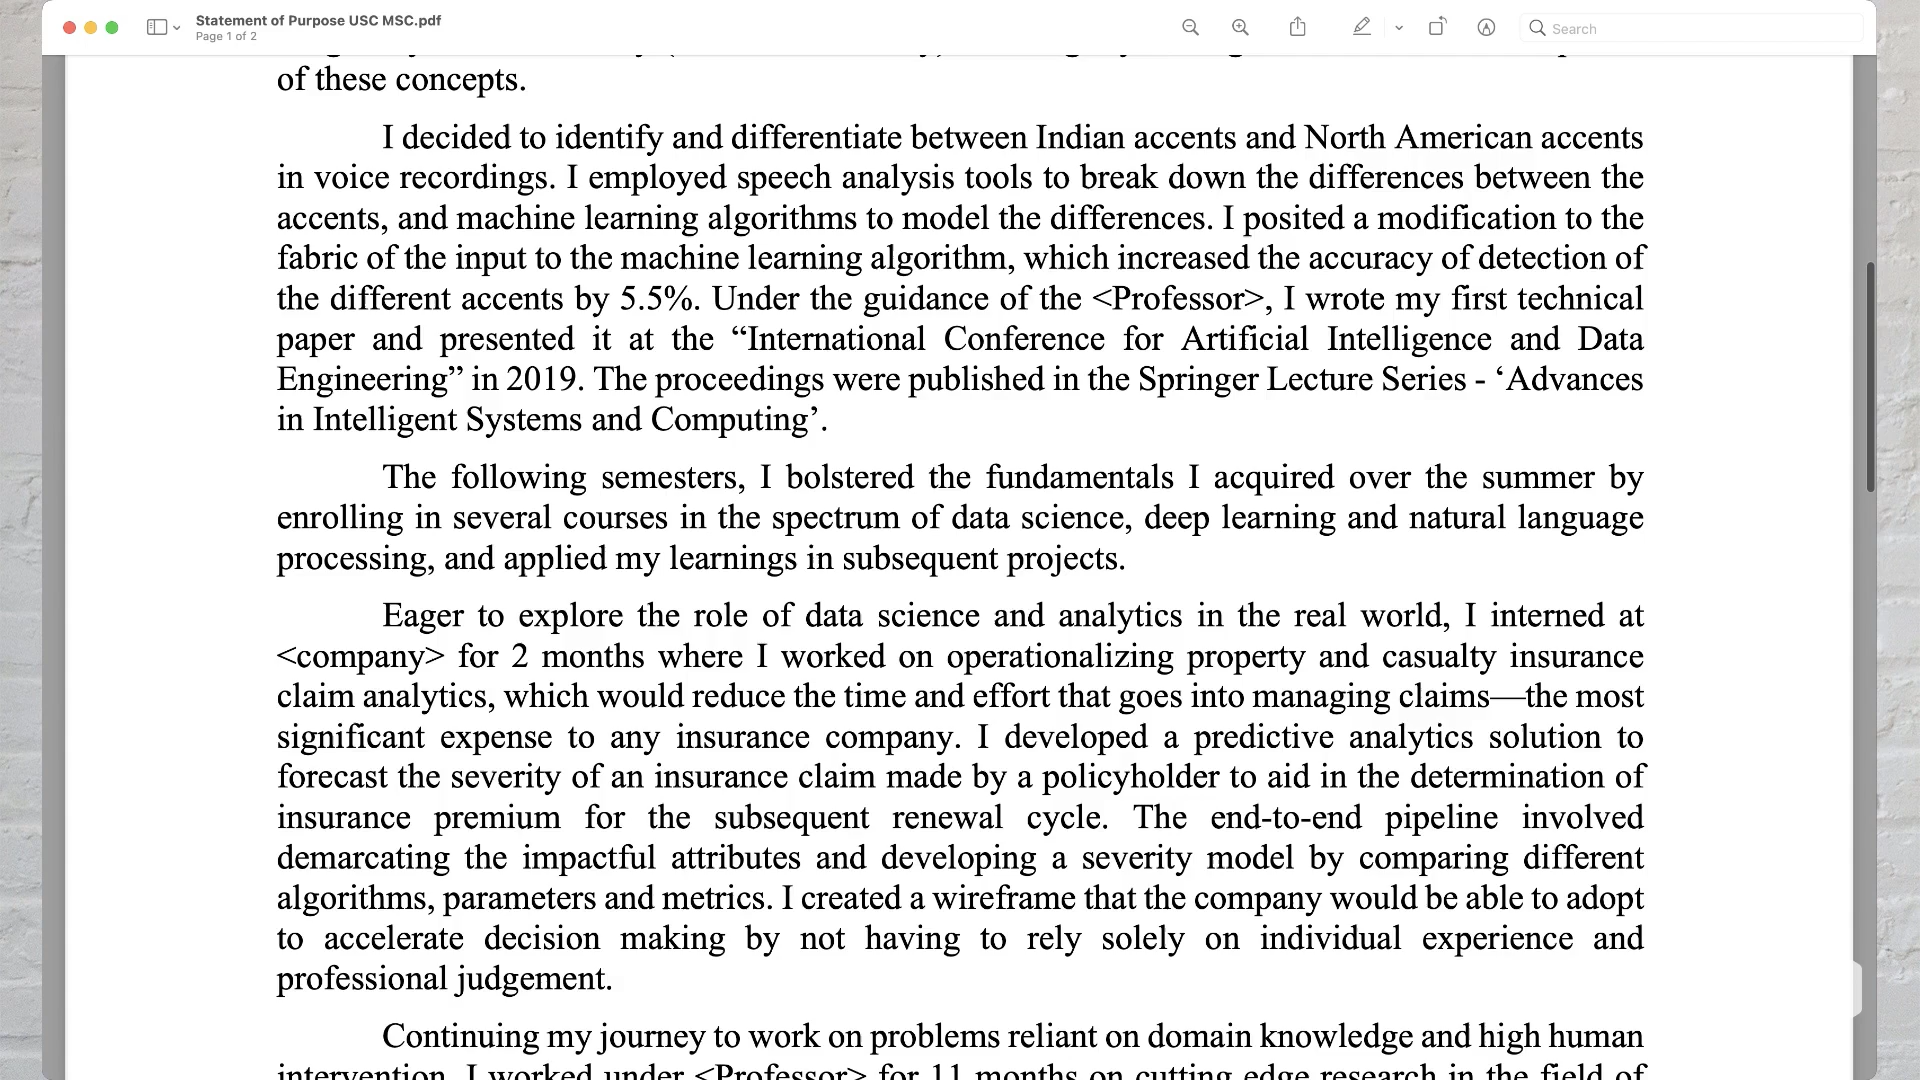 Statement of Purpose USC MSC.pdf
Page 1 of 2
Search
of these concepts.
I decided to identify and differentiate between Indian accents and North American accents
in voice recordings. I employed speech analysis tools to break down the differences between the
accents, and machine learning algorithms to model the differences. I posited a modification to the
fabric of the input to the machine learning algorithm, which increased the accuracy of detection of
the different accents by 5.5%. Under the guidance of the <Professor>, I wrote my first technical
paper and presented it at the “International Conference for Artificial Intelligence and Data
Engineering” in 2019. The proceedings were published in the Springer Lecture Series - ‘Advances
in Intelligent Systems and Computing’.
The following semesters, I bolstered the fundamentals I acquired over the summer by
enrolling in several courses in the spectrum of data science, deep learning and natural language
processing, and applied my learnings in subsequent projects.
Eager to explore the role of data science and analytics in the real world, I interned at
<company> for 2 months where I worked on operationalizing property and casualty insurance
claim analytics, which would reduce the time and effort that goes into managing claims—the most
significant expense to any insurance company. I developed a predictive analytics solution to
forecast the severity of an insurance claim made by a policyholder to aid in the determination of
insurance premium for the subsequent renewal cycle. The end-to-end pipeline involved
demarcating the impactful attributes and developing a severity model by comparing different
algorithms, parameters and metrics. I created a wireframe that the company would be able to adopt
to accelerate decision making by not having to rely solely on individual experience and
professional judgement.
Continuing my journey to work on problems reliant on domain knowledge and high human
intervention, I worked under <Professor> for 11 months on cutting edge research in the field of